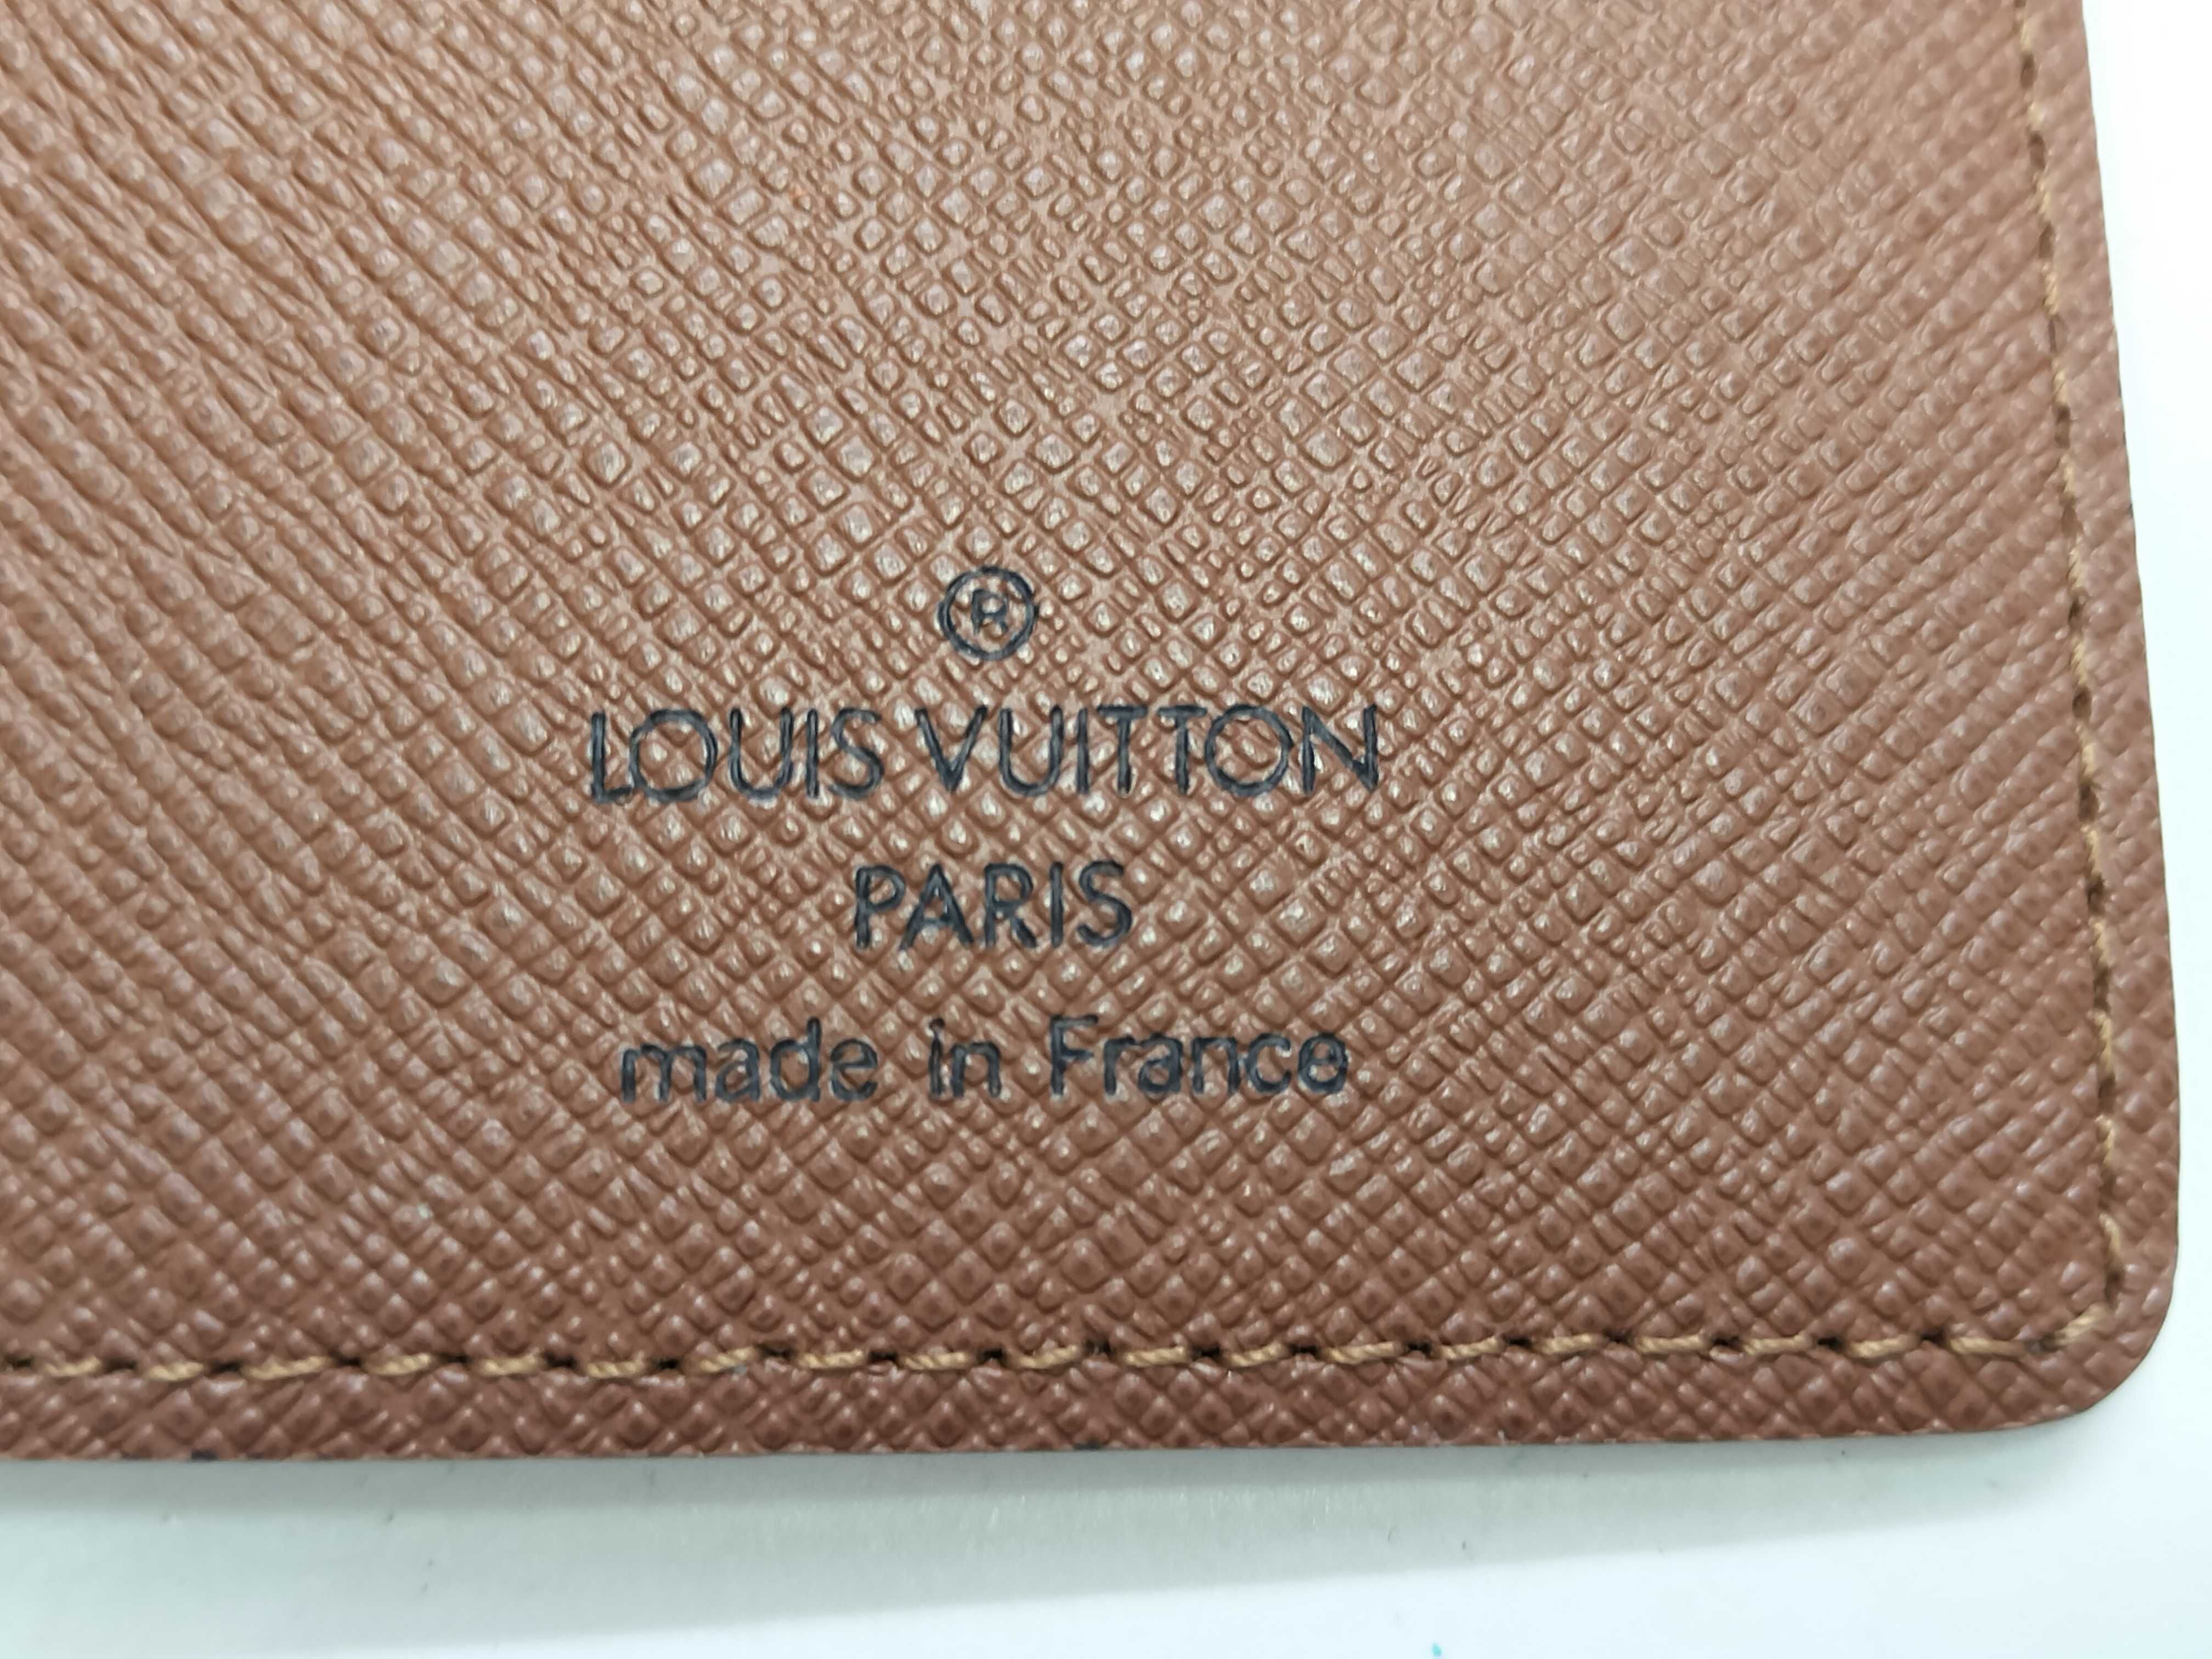 ®
LOUIS VUITTON
PARIS
made in France